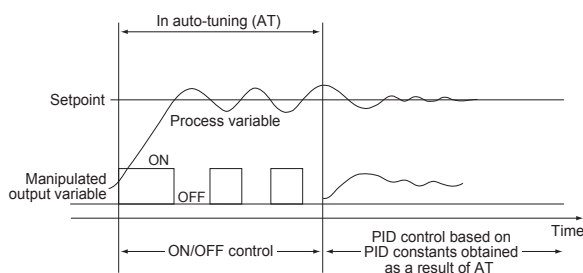 In auto-tuning (AT)
Setpoint
Process variable
ON
Manipulated
output variable
OFF
Time
ON/OFF control
PID control based on
PID constants obtained
as a result of AT